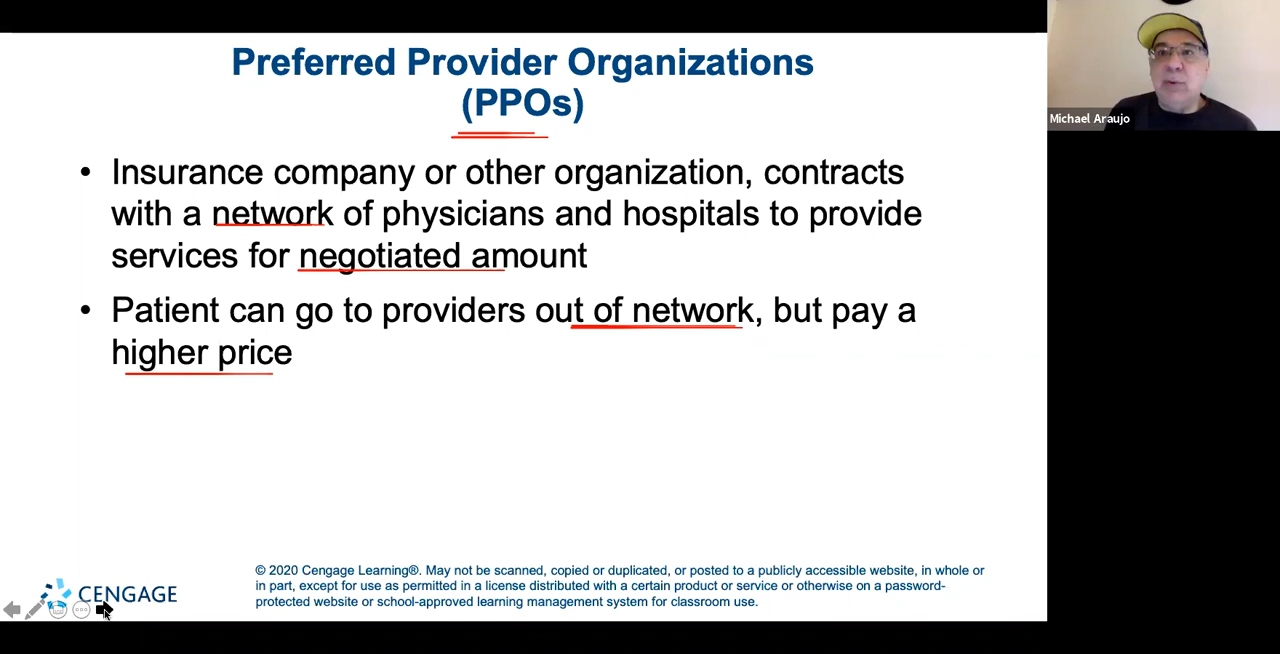 Preferred Provider Organizations
(PPOs)
• Insurance company or other organization, contracts
with a network of physicians and hospitals to provide
services for negotiated amount
• Patient can go to providers out of network, but pay a
higher price
CENGAGE
© 2020 Cengage Learning®. May not be scanned, copied or duplicated, or posted to a publicly accessible website, in whole or
in part, except for use as permitted in a license distributed with a certain product or service or otherwise on a password-
protected website or school-approved learning management system for classroom use.
Michael Araujo